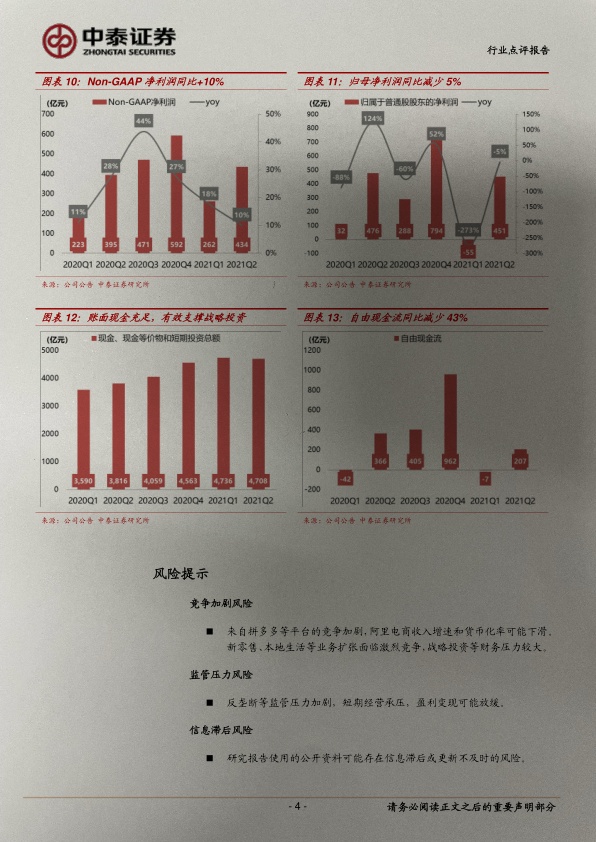 中泰证券
ZHONGTAI SECURITIES
行业点评报告
图表 10：Non-GAAP 净利润同比+10%
图表 11：归母净利润同比减少 5%
(亿元)
Non-GAAP净利润
yoy
700
600
500
400
300
200
100
0
50%
40%
30%
20%
10%
0%
11%
28%
44%
27%
18%
10%
223
395
471
592
262
434
2020Q1 2020Q2 2020Q3 2020Q4 2021Q1 2021Q2
来源：公司公告 中泰证券研究所
(亿元)
归属于普通股股东的净利润
yoy
900
800
700
600
500
400
300
200
100
0
-100
150%
100%
50%
0%
-50%
-100%
-150%
-200%
-250%
-300%
-88%
124%
-60%
52%
-273%
-5%
32
476
288
794
-55
451
2020Q1 2020Q2 2020Q3 2020Q4 2021Q1 2021Q2
来源：公司公告 中泰证券研究所
图表 12：账面现金充足，有效支撑战略投资
图表 13：自由现金流同比减少 43%
(亿元)
现金、现金等价物和短期投资总额
5000
4000
3000
2000
1000
0
3,590
3,816
4,059
4,563
4,736
4,708
2020Q1 2020Q2 2020Q3 2020Q4 2021Q1 2021Q2
来源：公司公告 中泰证券研究所
(亿元)
自由现金流
1200
1000
800
600
400
200
0
-200
-42
366
405
962
-7
207
2020Q1 2020Q2 2020Q3 2020Q4 2021Q1 2021Q2
来源：公司公告 中泰证券研究所
风险提示
竞争加剧风险
■ 来自拼多多等平台的竞争加剧，阿里电商收入增速和货币化率可能下滑。
新零售、本地生活等业务扩张面临激烈竞争，战略投资等财务压力较大。
监管压力风险
■ 反垄断等监管压力加剧，短期经营承压，盈利变现可能放缓。
信息滞后风险
■ 研究报告使用的公开资料可能存在信息滞后或更新不及时的风险。
- 4 -
请务必阅读正文之后的重要声明部分